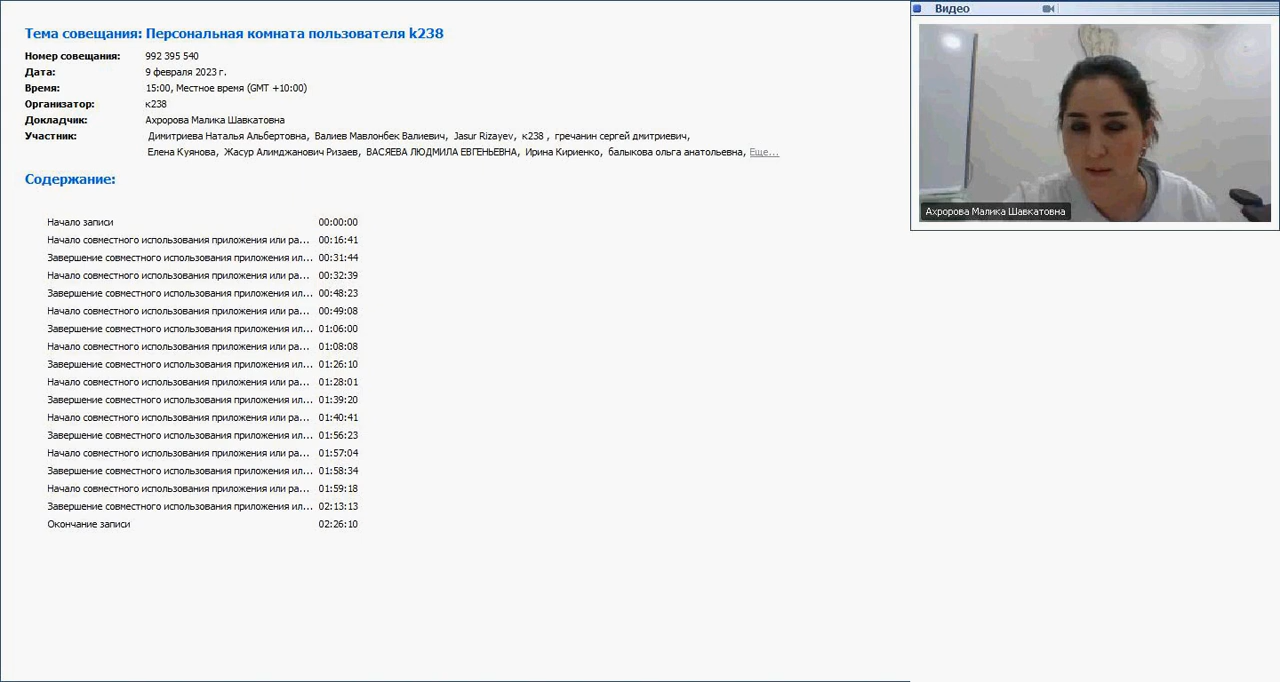 Тема совещания: Персональная комната пользователя k238
Номер совещания: 992 395 540
Дата: 9 февраля 2023 г.
Время: 15:00, Местное время (GMT +10:00)
Организатор: к238
Докладчик: Ахророва Малика Шавкатовна
Участник: Димитриева Наталья Альбертовна, Валиев Мавлонбек Валиевич, Jasur Rizayev, к238 , гречанин сергей дмитриевич,
Елена Куянова, Жасур Алинджанович Ризаев, ВАСЯЕВА ЛЮДМИЛА ЕВГЕНЬЕВНА, Ирина Кириенко, балыкова ольга анатольевна, Еще...
Содержание:
Начало записи 00:00:00
Начало совместного использования приложения или ра... 00:16:41
Завершение совместного использования приложения ил... 00:31:44
Начало совместного использования приложения или ра... 00:32:39
Завершение совместного использования приложения ил... 00:48:23
Начало совместного использования приложения или ра... 00:49:08
Завершение совместного использования приложения ил... 01:06:00
Начало совместного использования приложения или ра... 01:08:08
Завершение совместного использования приложения ил... 01:26:10
Начало совместного использования приложения или ра... 01:28:01
Завершение совместного использования приложения ил... 01:39:20
Начало совместного использования приложения или ра... 01:40:41
Завершение совместного использования приложения ил... 01:56:23
Начало совместного использования приложения или ра... 01:57:04
Завершение совместного использования приложения ил... 01:58:34
Начало совместного использования приложения или ра... 01:59:18
Завершение совместного использования приложения ил... 02:13:13
Окончание записи 02:26:10
Видео
Ахророва Малика Шавкатовна